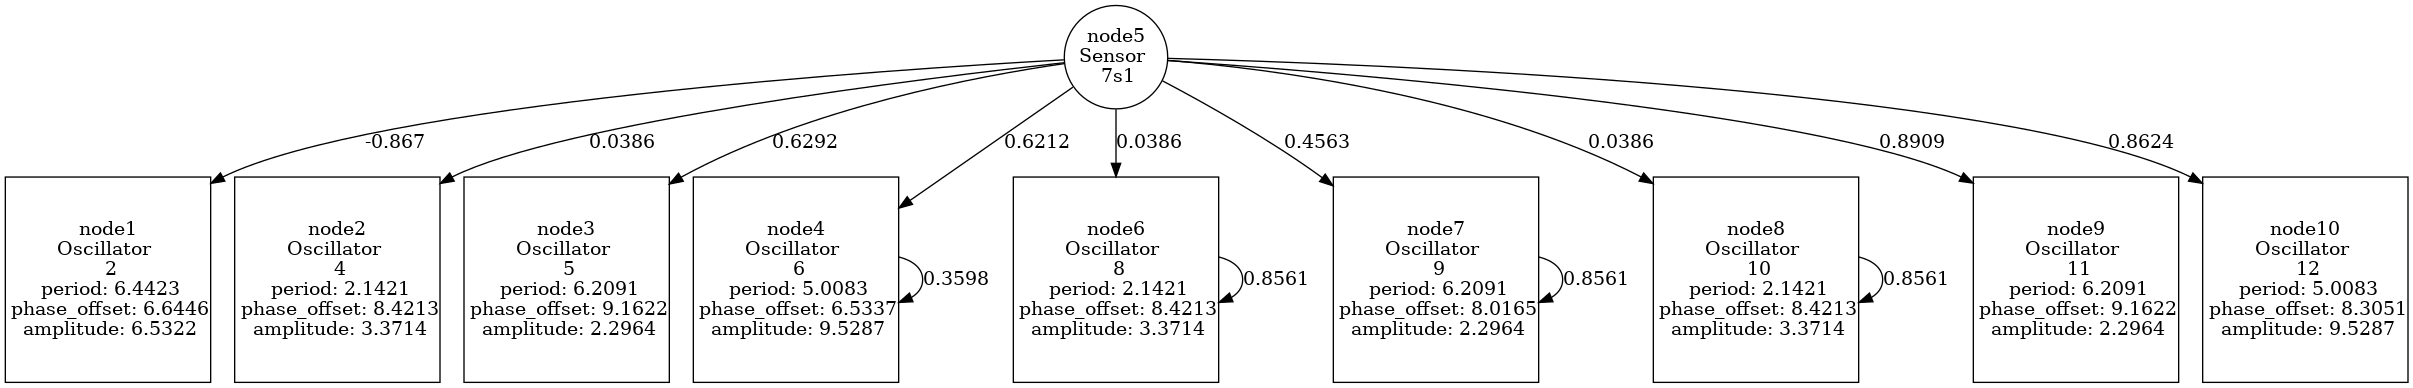 node5
Sensor
7s1
-0.867
0.0386
0.6292
0.6212
0.0386
0.4563
0.0386
0.8909
0.8624
node1
Oscillator
2
period: 6.4423
phase_offset: 6.6446
amplitude: 6.5322
node2
Oscillator
4
period: 2.1421
phase_offset: 8.4213
amplitude: 3.3714
node3
Oscillator
5
period: 6.2091
phase_offset: 9.1622
amplitude: 2.2964
node4
Oscillator
6
period: 5.0083
phase_offset: 6.5337
amplitude: 9.5287
0.3598
node6
Oscillator
8
period: 2.1421
phase_offset: 8.4213
amplitude: 3.3714
0.8561
node7
Oscillator
9
period: 6.2091
phase_offset: 8.0165
amplitude: 2.2964
0.8561
node8
Oscillator
10
period: 2.1421
phase_offset: 8.4213
amplitude: 3.3714
0.8561
node9
Oscillator
11
period: 6.2091
phase_offset: 9.1622
amplitude: 2.2964
node10
Oscillator
12
period: 5.0083
phase_offset: 8.3051
amplitude: 9.5287